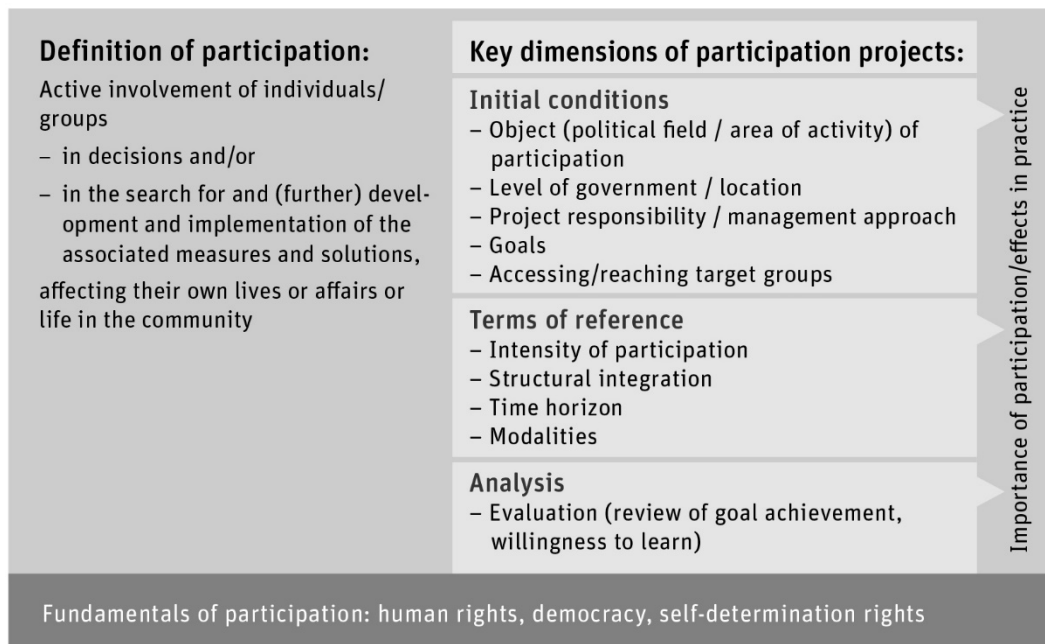 Definition of participation:
Active involvement of individuals/
groups
– in decisions and/or
– in the search for and (further) devel-
opment and implementation of the
associated measures and solutions,
affecting their own lives or affairs or
life in the community
Key dimensions of participation projects:
Initial conditions
– Object (political field / area of activity) of
participation
– Level of government / location
– Project responsibility / management approach
– Goals
– Accessing/reaching target groups
Terms of reference
– Intensity of participation
– Structural integration
– Time horizon
– Modalities
Analysis
– Evaluation (review of goal achievement,
willingness to learn)
Importance of participation/effects in practice
Fundamentals of participation: human rights, democracy, self-determination rights